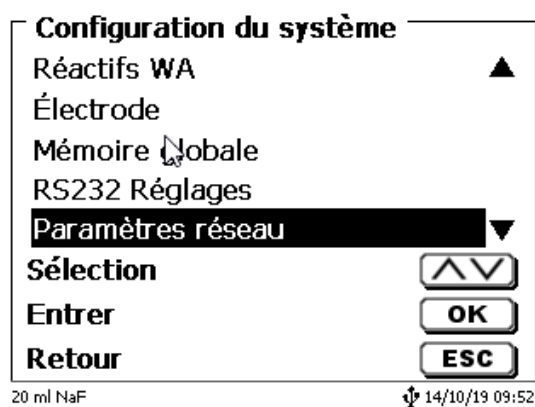 Configuration du système
Réactifs WA
Électrode
Mémoire Globale
RS232 Réglages
Paramètres réseau
Sélection
Entrer OK
Retour ESC
20 ml NaF 14/10/19 09:52